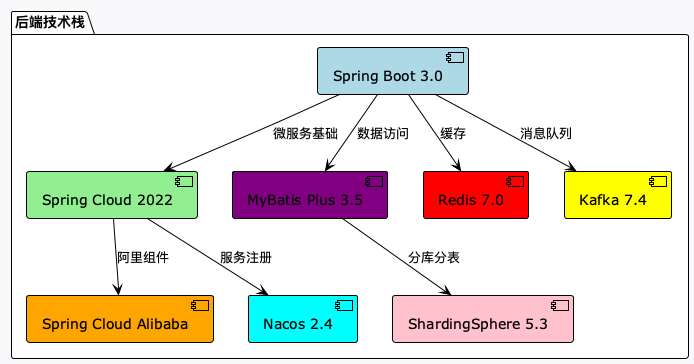 后端技术栈
Spring Boot 3.0
微服务基础
数据访问
缓存
消息队列
Spring Cloud 2022
MyBatis Plus 3.5
Redis 7.0
Kafka 7.4
阿里组件
服务注册
分库分表
Spring Cloud Alibaba
Nacos 2.4
ShardingSphere 5.3